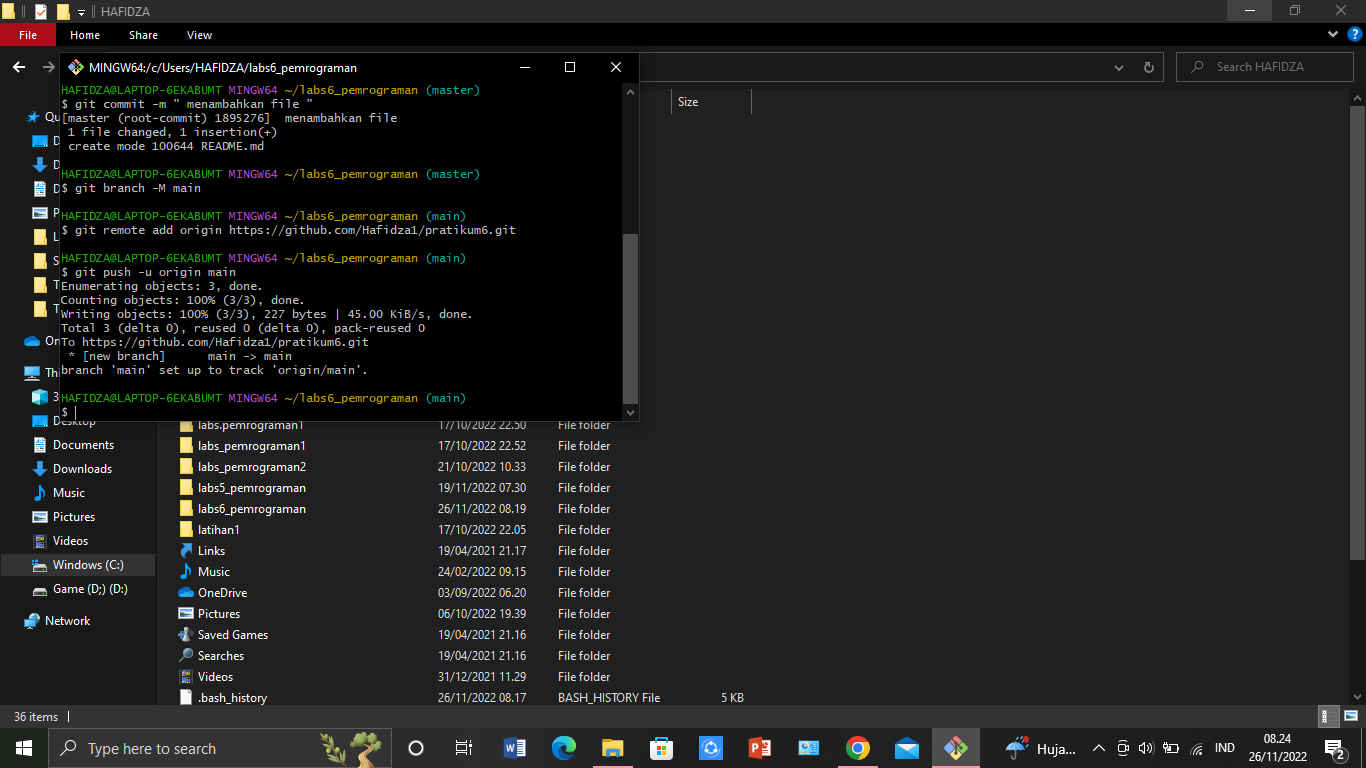 HAFIDZA
File Home Share View
MINGW64:/c/Users/HAFIDZA/labs6_pemrograman
Search HAFIDZA
Size
HAFIDZA@LAPTOP-6EKABUMT MINGW64 ~/labs6_pemrograman (master)
$ git commit -m " menambahkan file "
[master (root-commit) 1895276]  menambahkan file
 1 file changed, 1 insertion(+)
 create mode 100644 README.md
HAFIDZA@LAPTOP-6EKABUMT MINGW64 ~/labs6_pemrograman (master)
$ git branch -M main
HAFIDZA@LAPTOP-6EKABUMT MINGW64 ~/labs6_pemrograman (main)
$ git remote add origin https://github.com/Hafidza1/pratikum6.git
HAFIDZA@LAPTOP-6EKABUMT MINGW64 ~/labs6_pemrograman (main)
$ git push -u origin main
Enumerating objects: 3, done.
Counting objects: 100% (3/3), done.
Writing objects: 100% (3/3), 227 bytes | 45.00 KiB/s, done.
Total 3 (delta 0), reused 0 (delta 0), pack-reused 0
To https://github.com/Hafidza1/pratikum6.git
 * [new branch]      main -> main
branch 'main' set up to track 'origin/main'.
HAFIDZA@LAPTOP-6EKABUMT MINGW64 ~/labs6_pemrograman (main)
$
Desktop
Documents
Downloads
Music
Pictures
Videos
Windows (C:)
Game (D;) (D:)
Network
labs.pemrograman1 17/10/2022 22.50 File folder
labs_pemrograman1 17/10/2022 22.52 File folder
labs_pemrograman2 21/10/2022 10.33 File folder
labs5_pemrograman 19/11/2022 07.30 File folder
labs6_pemrograman 26/11/2022 08.19 File folder
latihan1 17/10/2022 22.05 File folder
Links 19/04/2021 21.17 File folder
Music 24/02/2022 09.15 File folder
OneDrive 03/09/2022 06.20 File folder
Pictures 06/10/2022 19.39 File folder
Saved Games 19/04/2021 21.16 File folder
Searches 19/04/2021 21.16 File folder
Videos 31/12/2021 11.29 File folder
.bash_history 26/11/2022 08.17 BASH_HISTORY File 5 KB
36 items
Type here to search
Huja...
IND
08.24
26/11/2022
2